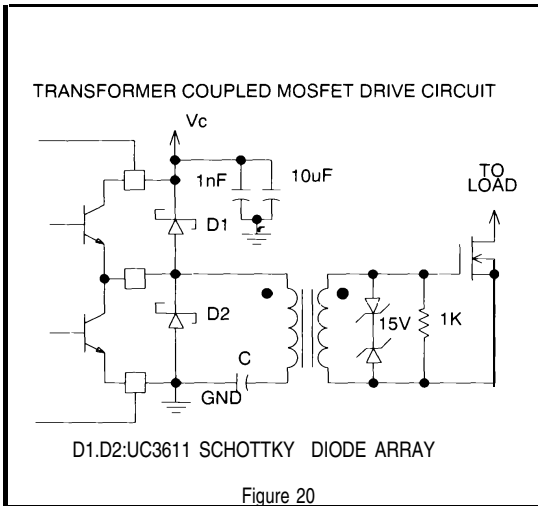 TRANSFORMER COUPLED MOSFET DRIVE CIRCUIT
Vc
1nF
10uF
TO
LOAD
D1
D2
15V
1K
C
GND
D1.D2:UC3611 SCHOTTKY DIODE ARRAY
Figure 20